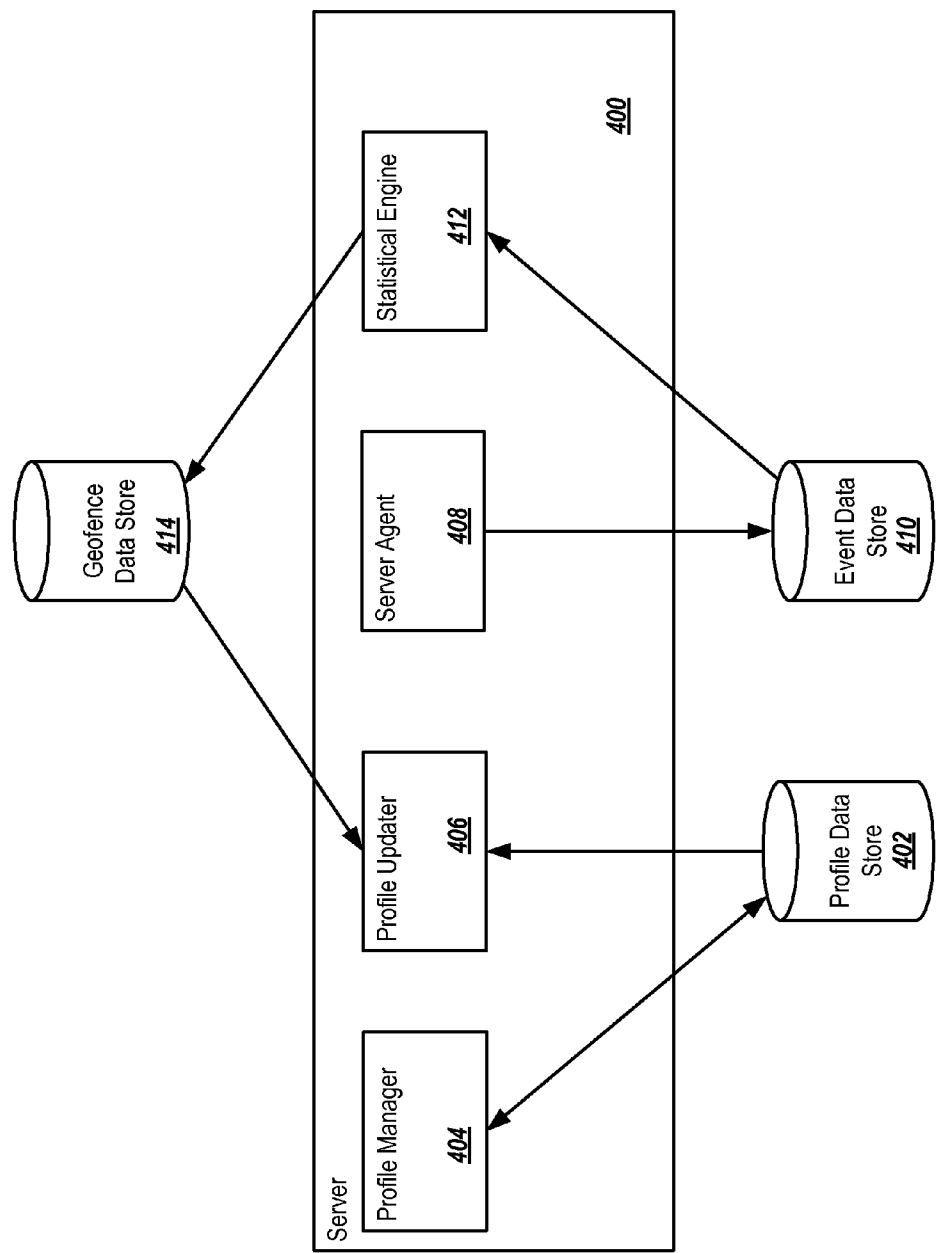 Geofence
Data Store
414
Server
Profile Manager
404
Profile Updater
406
Server Agent
408
Statistical Engine
412
400
Profile Data
Store
402
Event Data
Store
410